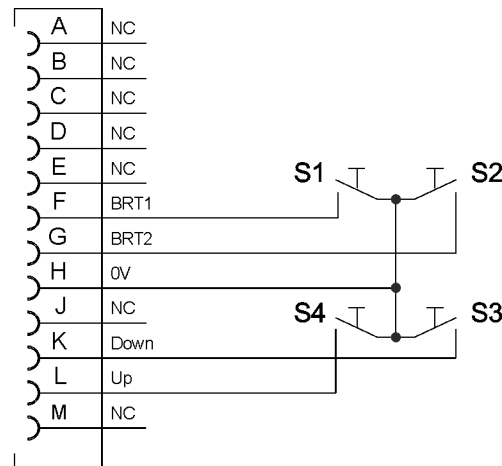 A NC
B NC
C NC
D NC
E NC
S1 S2
F BRT1
G BRT2
H 0V
J NC
S4 S3
K Down
L Up
M NC